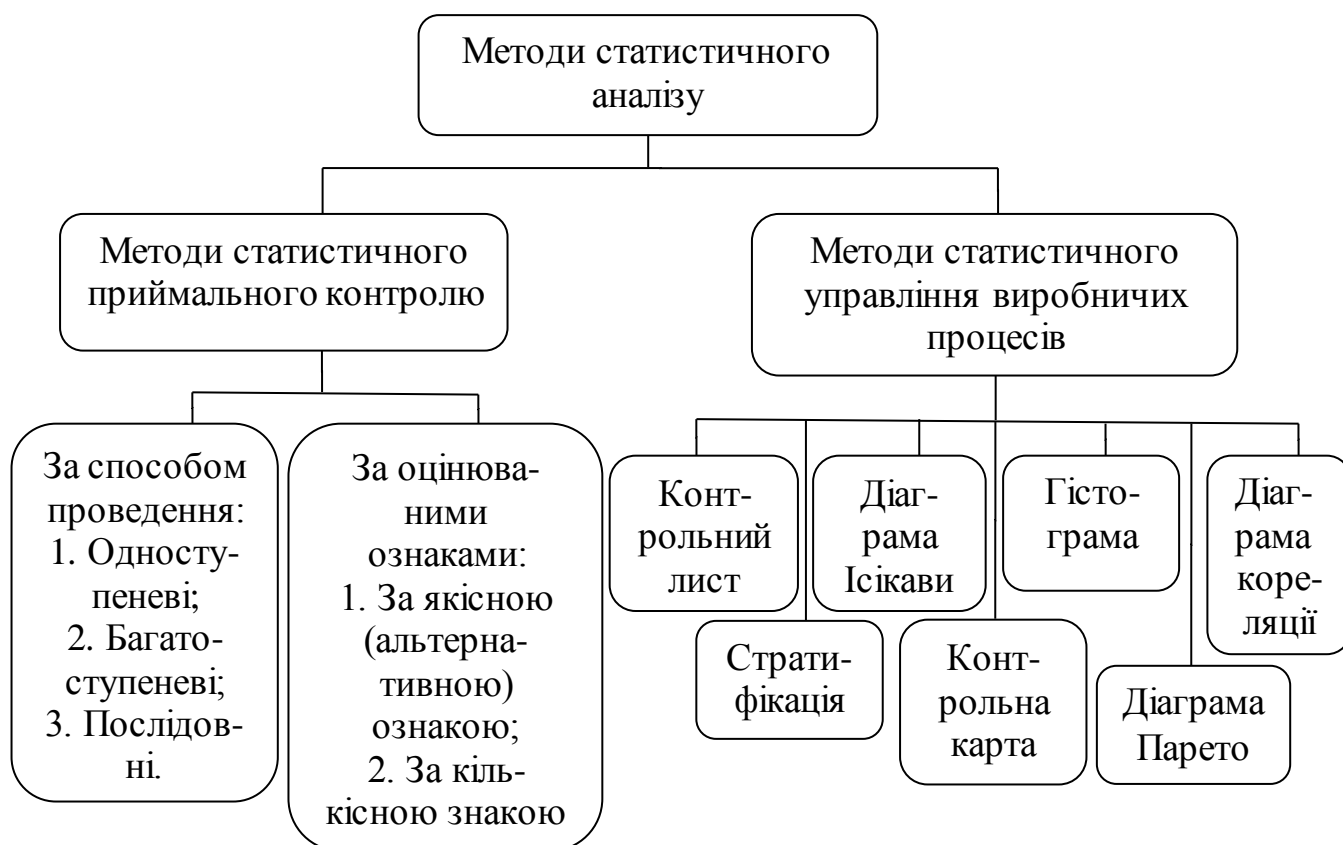 Методи статистичного
аналізу
Методи статистичного
приймального контролю
Методи статистичного
управління виробничих
процесів
За способом
проведення:
1. Односту-
пеневі;
2. Багато-
ступеневі;
3. Послідов-
ні.
За оцінюва-
ними
ознаками:
1. За якісною
(альтерна-
тивною)
ознакою;
2. За кіль-
кісною знакою
Конт-
рольний
лист
Діаг-
рама
Ісікави
Гісто-
грама
Діаг-
рама
коре-
ляції
Страти-
фікація
Конт-
рольна
карта
Діаграма
Парето